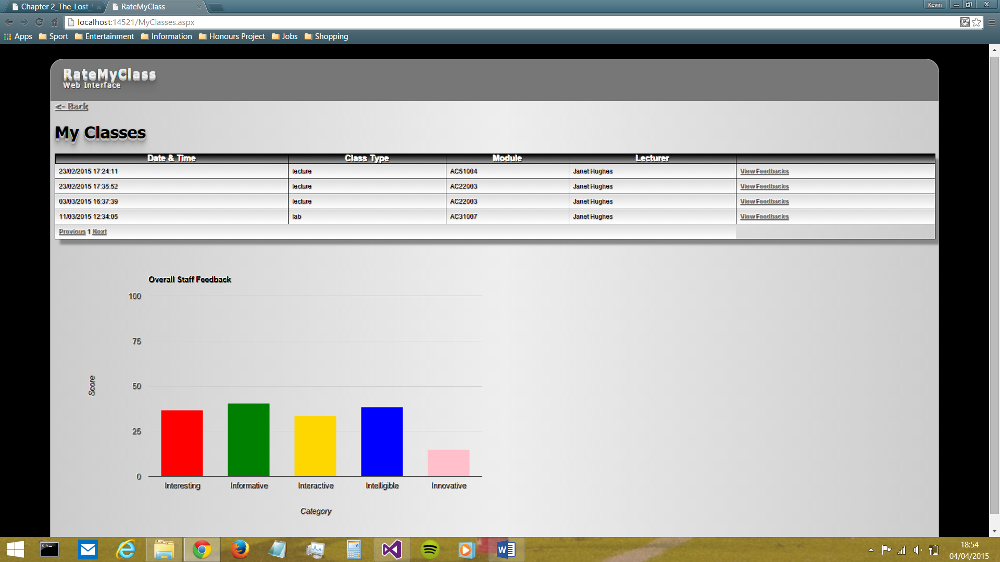 Chapter 2_The_Lost_
RateMyClass
Kevin
localhost:14521/MyClasses.aspx
Apps Sport Entertainment Information Honours Project Jobs Shopping
RateMyClass
Web Interface
<- Back
My Classes
Date & Time Class Type Module Lecturer
23/02/2015 17:24:11 lecture AC51004 Janet Hughes View Feedbacks
23/02/2015 17:35:52 lecture AC22003 Janet Hughes View Feedbacks
03/03/2015 16:37:39 lecture AC22003 Janet Hughes View Feedbacks
11/03/2015 12:34:05 lab AC31007 Janet Hughes View Feedbacks
Previous 1 Next
Overall Staff Feedback
100
75
50
25
0
Score
Interesting Informative Interactive Intelligible Innovative
Category
18:54
04/04/2015